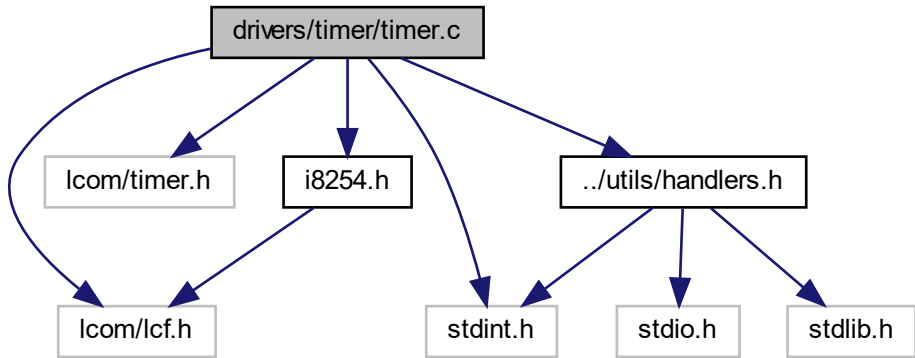 drivers/timer/timer.c
lcom/timer.h
i8254.h
../utils/handlers.h
lcom/lcf.h
stdint.h
stdio.h
stdlib.h